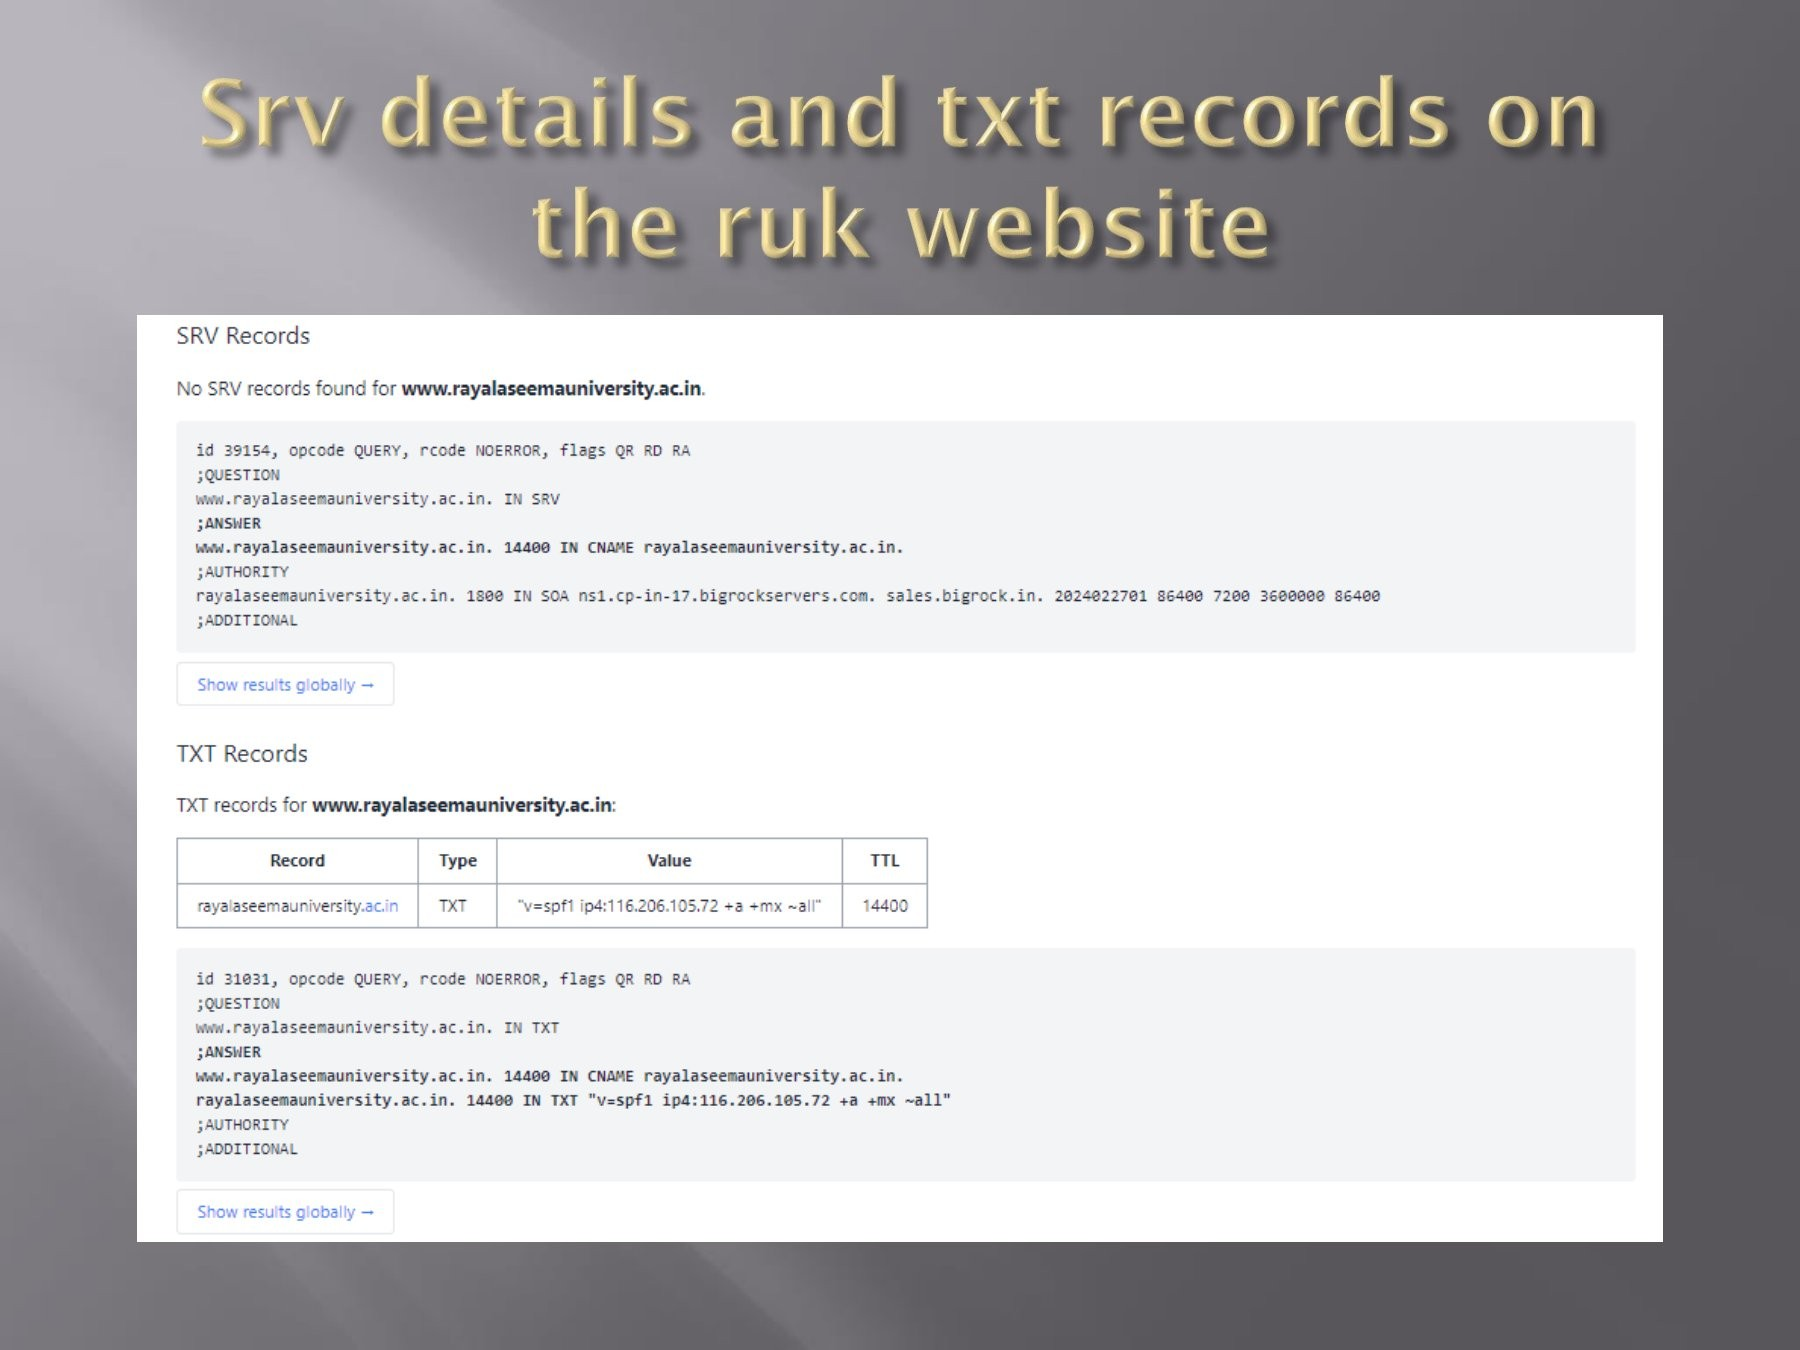 Srv details and txt records on
the ruk website
SRV Records
No SRV records found for www.rayalaseemauniversity.ac.in.
id 39154, opcode QUERY, rcode NOERROR, flags QR RD RA
;QUESTION
www.rayalaseemauniversity.ac.in. IN SRV
;ANSWER
www.rayalaseemauniversity.ac.in. 14400 IN CNAME rayalaseemauniversity.ac.in.
;AUTHORITY
rayalaseemauniversity.ac.in. 1800 IN SOA ns1.cp-in-17.bigrockservers.com. sales.bigrock.in. 2024022701 86400 7200 3600000 86400
;ADDITIONAL
Show results globally →
TXT Records
TXT records for www.rayalaseemauniversity.ac.in:
Record Type Value TTL
rayalaseemauniversity.ac.in TXT "v=spf1 ip4:116.206.105.72 +a +mx ~all" 14400
id 31031, opcode QUERY, rcode NOERROR, flags QR RD RA
;QUESTION
www.rayalaseemauniversity.ac.in. IN TXT
;ANSWER
www.rayalaseemauniversity.ac.in. 14400 IN CNAME rayalaseemauniversity.ac.in.
rayalaseemauniversity.ac.in. 14400 IN TXT "v=spf1 ip4:116.206.105.72 +a +mx ~all"
;AUTHORITY
;ADDITIONAL
Show results globally →